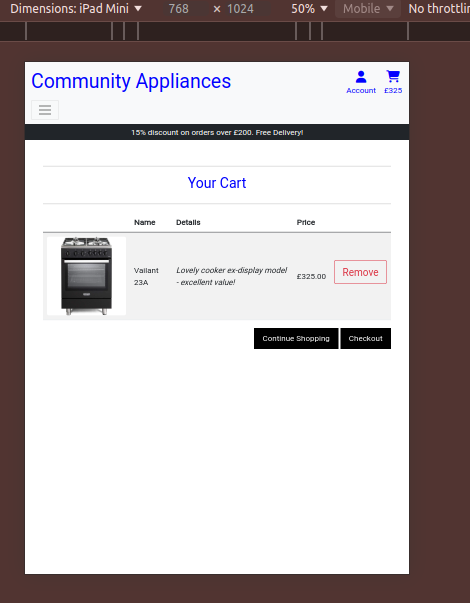 Dimensions: iPad Mini ▼ 768 × 1024 50% ▼ Mobile ▼ No throttlin
Community Appliances
Account £325
15% discount on orders over £200. Free Delivery!
Your Cart
Name Details Price
Valiant 23A
Lovely cooker ex-display model
- excellent value!
£325.00
Remove
Continue Shopping Checkout